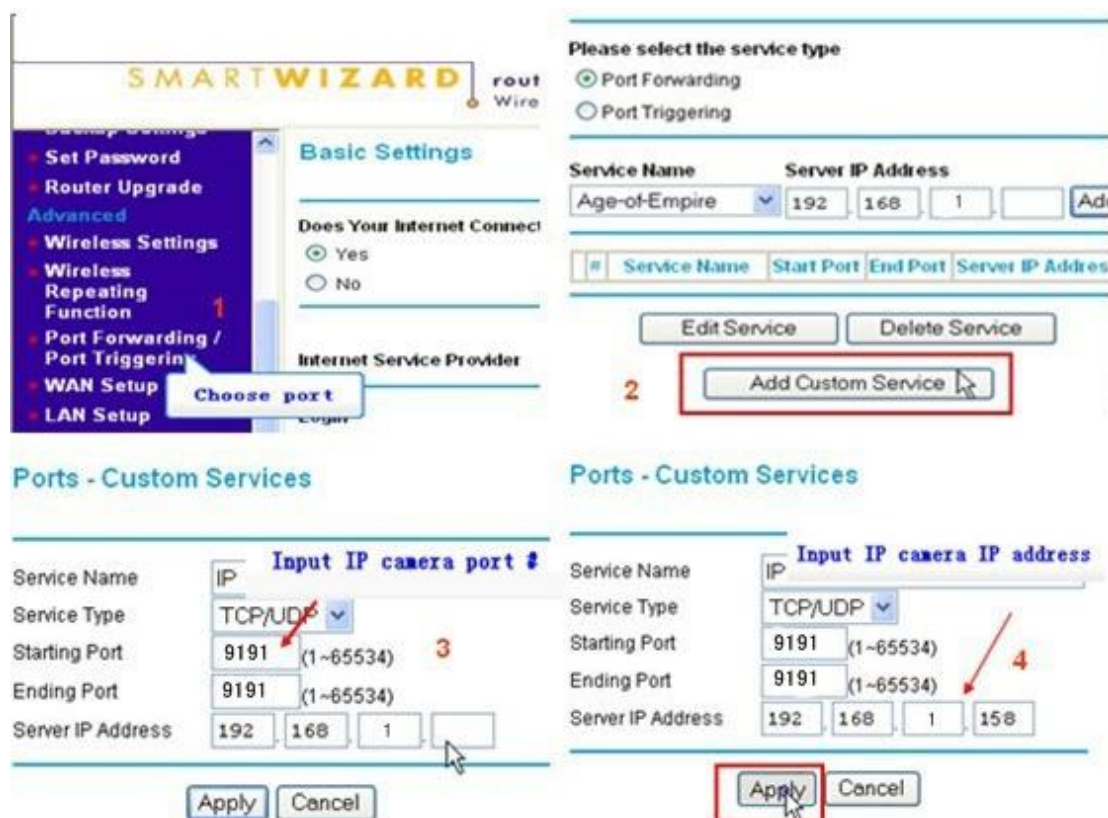 SMARTWIZARD
rout
Wire
Backup Settings
Set Password
Router Upgrade
Advanced
Wireless Settings
Wireless
Repeating
Function
1
Port Forwarding /
Port Triggering
WAN Setup
Choose port
LAN Setup
Basic Settings
Does Your Internet Connect
Yes
No
Internet Service Provider
Login
Please select the service type
Port Forwarding
Port Triggering
Service Name Server IP Address
Age-of-Empire 192 . 168 . 1 . Add
# Service Name Start Port End Port Server IP Addres
Edit Service Delete Service
2 Add Custom Service
Ports - Custom Services
Input IP camera port #
Service Name IP
Service Type TCP/UDP
Starting Port 9191 (1~65534) 3
Ending Port 9191 (1~65534)
Server IP Address 192 . 168 . 1 .
Apply Cancel
Ports - Custom Services
Input IP camera IP address
Service Name IP
Service Type TCP/UDP
Starting Port 9191 (1~65534)
4
Ending Port 9191 (1~65534)
Server IP Address 192 . 168 . 1 . 158
Apply Cancel